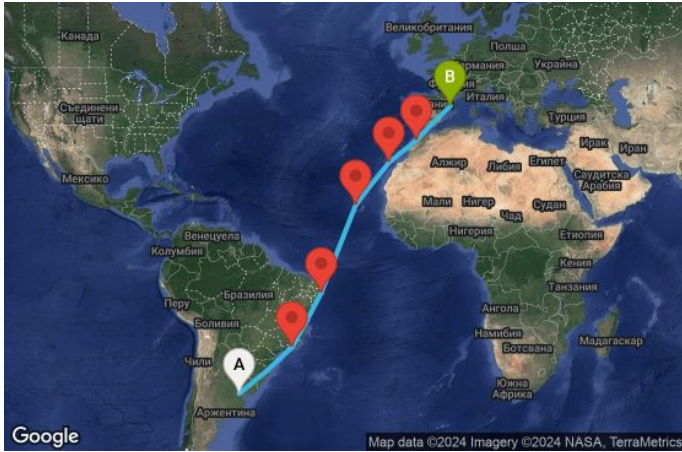 Канада
Великобритания
Полша
B
Германия
Украйна
Италия
Съединени
щати
Турция
Ирак
Иран
Алжир
Либия
Египет
Мексико
Саудитска
Арабия
Мали
Нигер
Судан
Чад
Венецуела
Нигерия
Етиопия
Колумбия
Кения
Бразилия
Танзания
Перу
Ангола
Боливия
Намибия
Мадагаскар
Ботсвана
Чили
A
Южна
Африка
Аржентина
Google
Map data ©2024 Imagery ©2024 NASA, TerraMetrics